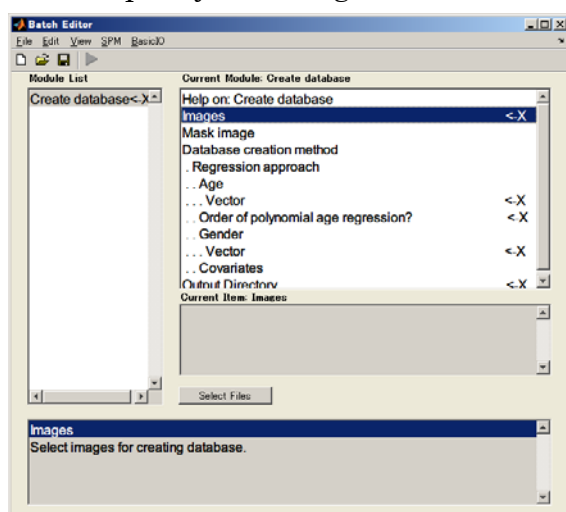 Batch Editor
File Edit View SPM BasicIO
Module List
Current Module: Create database
Create database<-X
Help on: Create database
Images <-X
Mask image
Database creation method
. Regression approach
. . Age
. . . Vector <-X
. . Order of polynomial age regression? <-X
. . Gender
. . . Vector <-X
. . Covariates
Output Directory <-X
Current Item: Images
Select Files
Images
Select images for creating database.